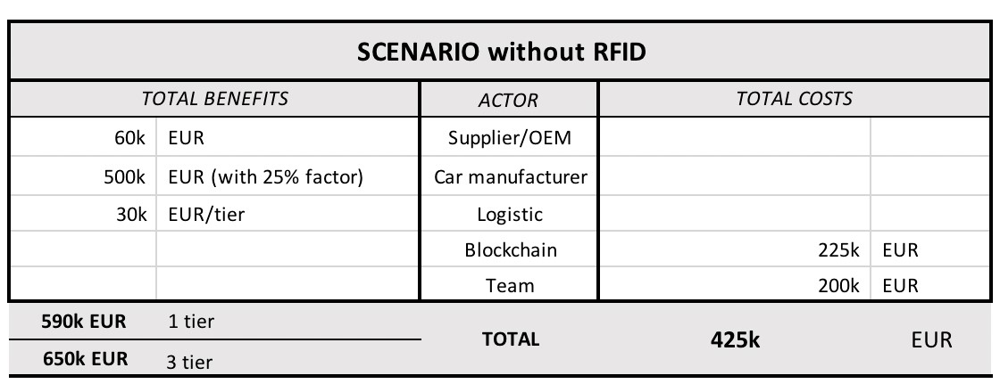 SCENARIO without RFID
TOTAL BENEFITS ACTOR TOTAL COSTS
60k EUR Supplier/OEM
500k EUR (with 25% factor) Car manufacturer
30k EUR/tier Logistic
Blockchain 225k EUR
Team 200k EUR
590k EUR 1 tier
TOTAL 425k EUR
650k EUR 3 tier